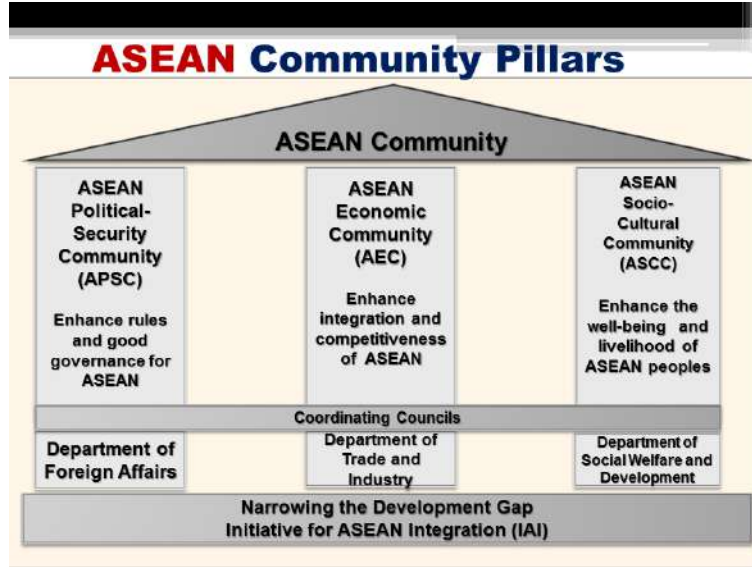 ASEAN Community Pillars
ASEAN Community
ASEAN
Political-
Security
Community
(APSC)
Enhance rules
and good
governance for
ASEAN
ASEAN
Economic
Community
(AEC)
Enhance
integration and
competitiveness
of ASEAN
ASEAN
Socio-
Cultural
Community
(ASCC)
Enhance the
well-being and
livelihood of
ASEAN peoples
Coordinating Councils
Department of
Foreign Affairs
Department of
Trade and
Industry
Department of
Social Welfare and
Development
Narrowing the Development Gap
Initiative for ASEAN Integration (IAI)